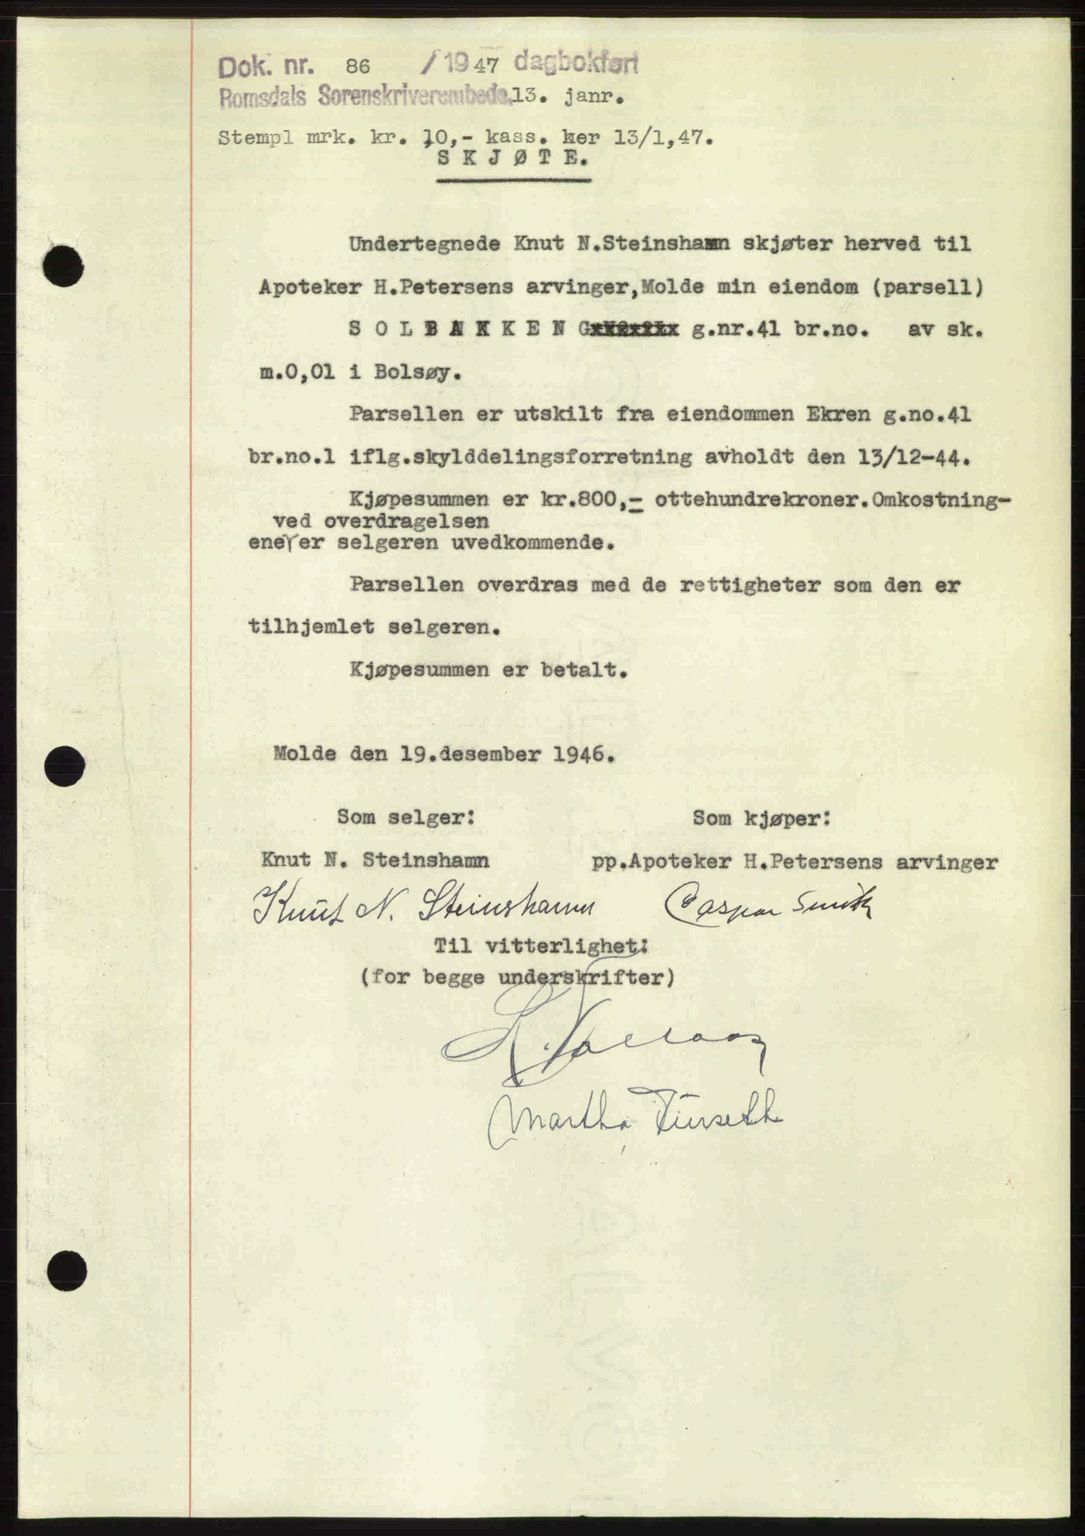 Dok. nr. 86 / 1947 dagbokført
Romsdals Sorenskriverembede 13. janr.
Stempl mrk. kr. 10,- kass. her 13/1,47.
S K J Ø T E.
Undertegnede Knut N.Steinshamn skjøter herved til
Apoteker H.Petersens arvinger,Molde min eiendom (parsell)
S O L B A K K E N g.nr.41 br.no. av sk.
m.0,01 i Bolsøy.
Parsellen er utskilt fra eiendommen Ekren g.no.41
br.no.1 iflg.skylddelingsforretning avholdt den 13/12-44.
Kjøpesummen er kr.800,- ottehundrekroner.Omkostning-
ved overdragelsen
ene er selgeren uvedkommende.
Parsellen overdras med de rettigheter som den er
tilhjemlet selgeren.
Kjøpesummen er betalt.
Molde den 19.desember 1946.
Som selger: Som kjøper:
Knut N. Steinshamn pp.Apoteker H.Petersens arvinger
Knut N. Steinshamn Caspar Smith
Til vitterlighet:
(for begge underskrifter)
Martha